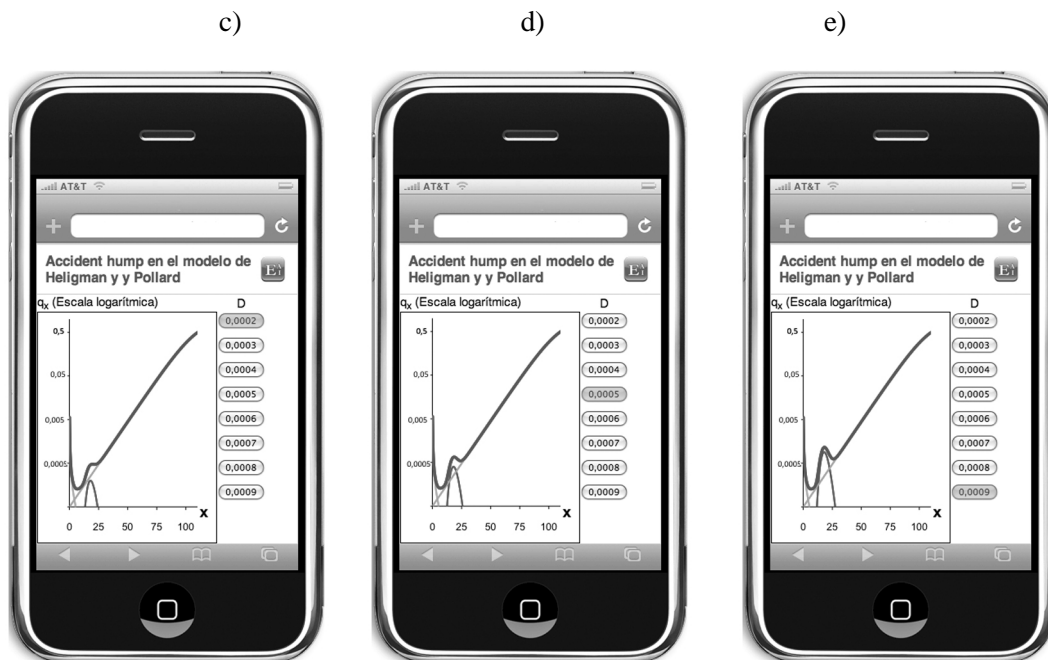 c) d) e)
AT&T
Accident hump en el modelo de
Heligman y y Pollard
qx (Escala logarítmica) D
0,5
0,05
0,005
0,0005
0 25 50 75 100
x
0,0002
0,0003
0,0004
0,0005
0,0006
0,0007
0,0008
0,0009
AT&T
Accident hump en el modelo de
Heligman y y Pollard
qx (Escala logarítmica) D
0,5
0,05
0,005
0,0005
0 25 50 75 100
x
0,0002
0,0003
0,0004
0,0005
0,0006
0,0007
0,0008
0,0009
AT&T
Accident hump en el modelo de
Heligman y y Pollard
qx (Escala logarítmica) D
0,5
0,05
0,005
0,0005
0 25 50 75 100
x
0,0002
0,0003
0,0004
0,0005
0,0006
0,0007
0,0008
0,0009